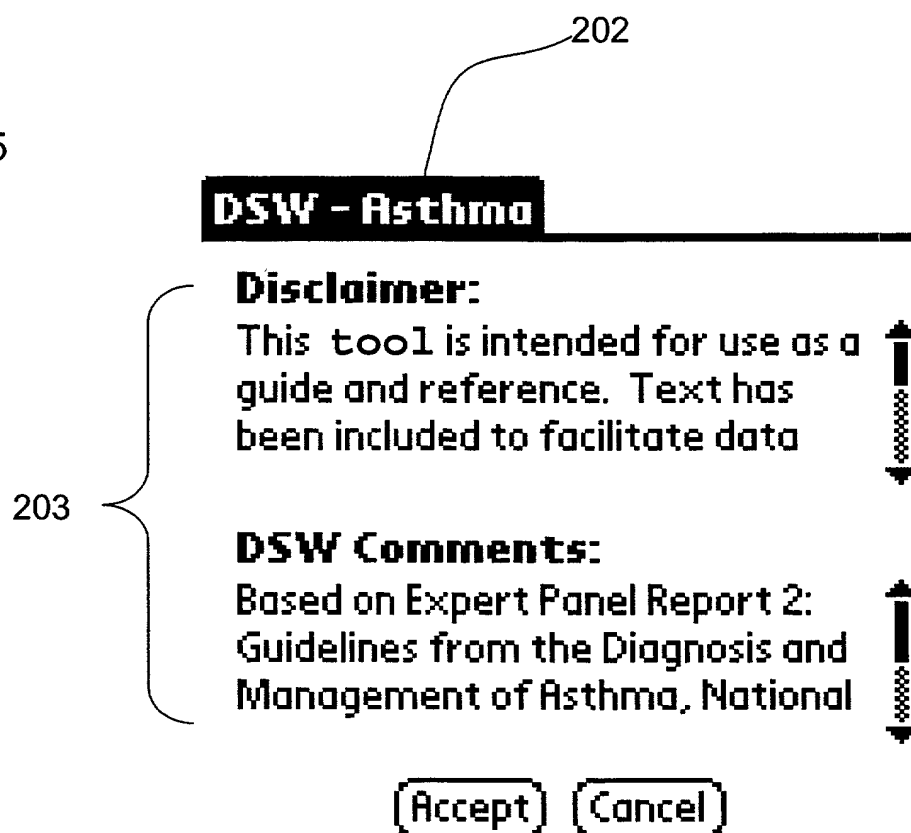 202
5
DSW - Asthma
Disclaimer:
This tool is intended for use as a
guide and reference. Text has
been included to facilitate data
203
DSW Comments:
Based on Expert Panel Report 2:
Guidelines from the Diagnosis and
Management of Asthma, National
Accept Cancel